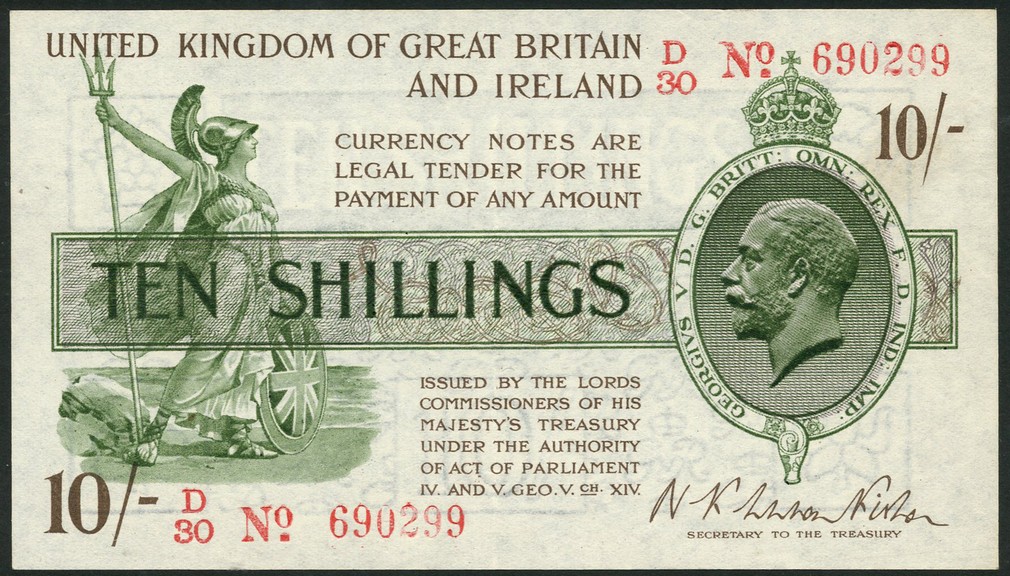 UNITED KINGDOM OF GREAT BRITAIN
AND IRELAND
D
30
Nº 690299
10/-
CURRENCY NOTES ARE
LEGAL TENDER FOR THE
PAYMENT OF ANY AMOUNT
GEORGIVS V D. G. BRITT: OMN: REX F. D. IND: IMP:
TEN SHILLINGS
ISSUED BY THE LORDS
COMMISSIONERS OF HIS
MAJESTY'S TREASURY
UNDER THE AUTHORITY
OF ACT OF PARLIAMENT
IV. AND V. GEO. V. CH. XIV.
10/-
D
30
Nº 690299
SECRETARY TO THE TREASURY